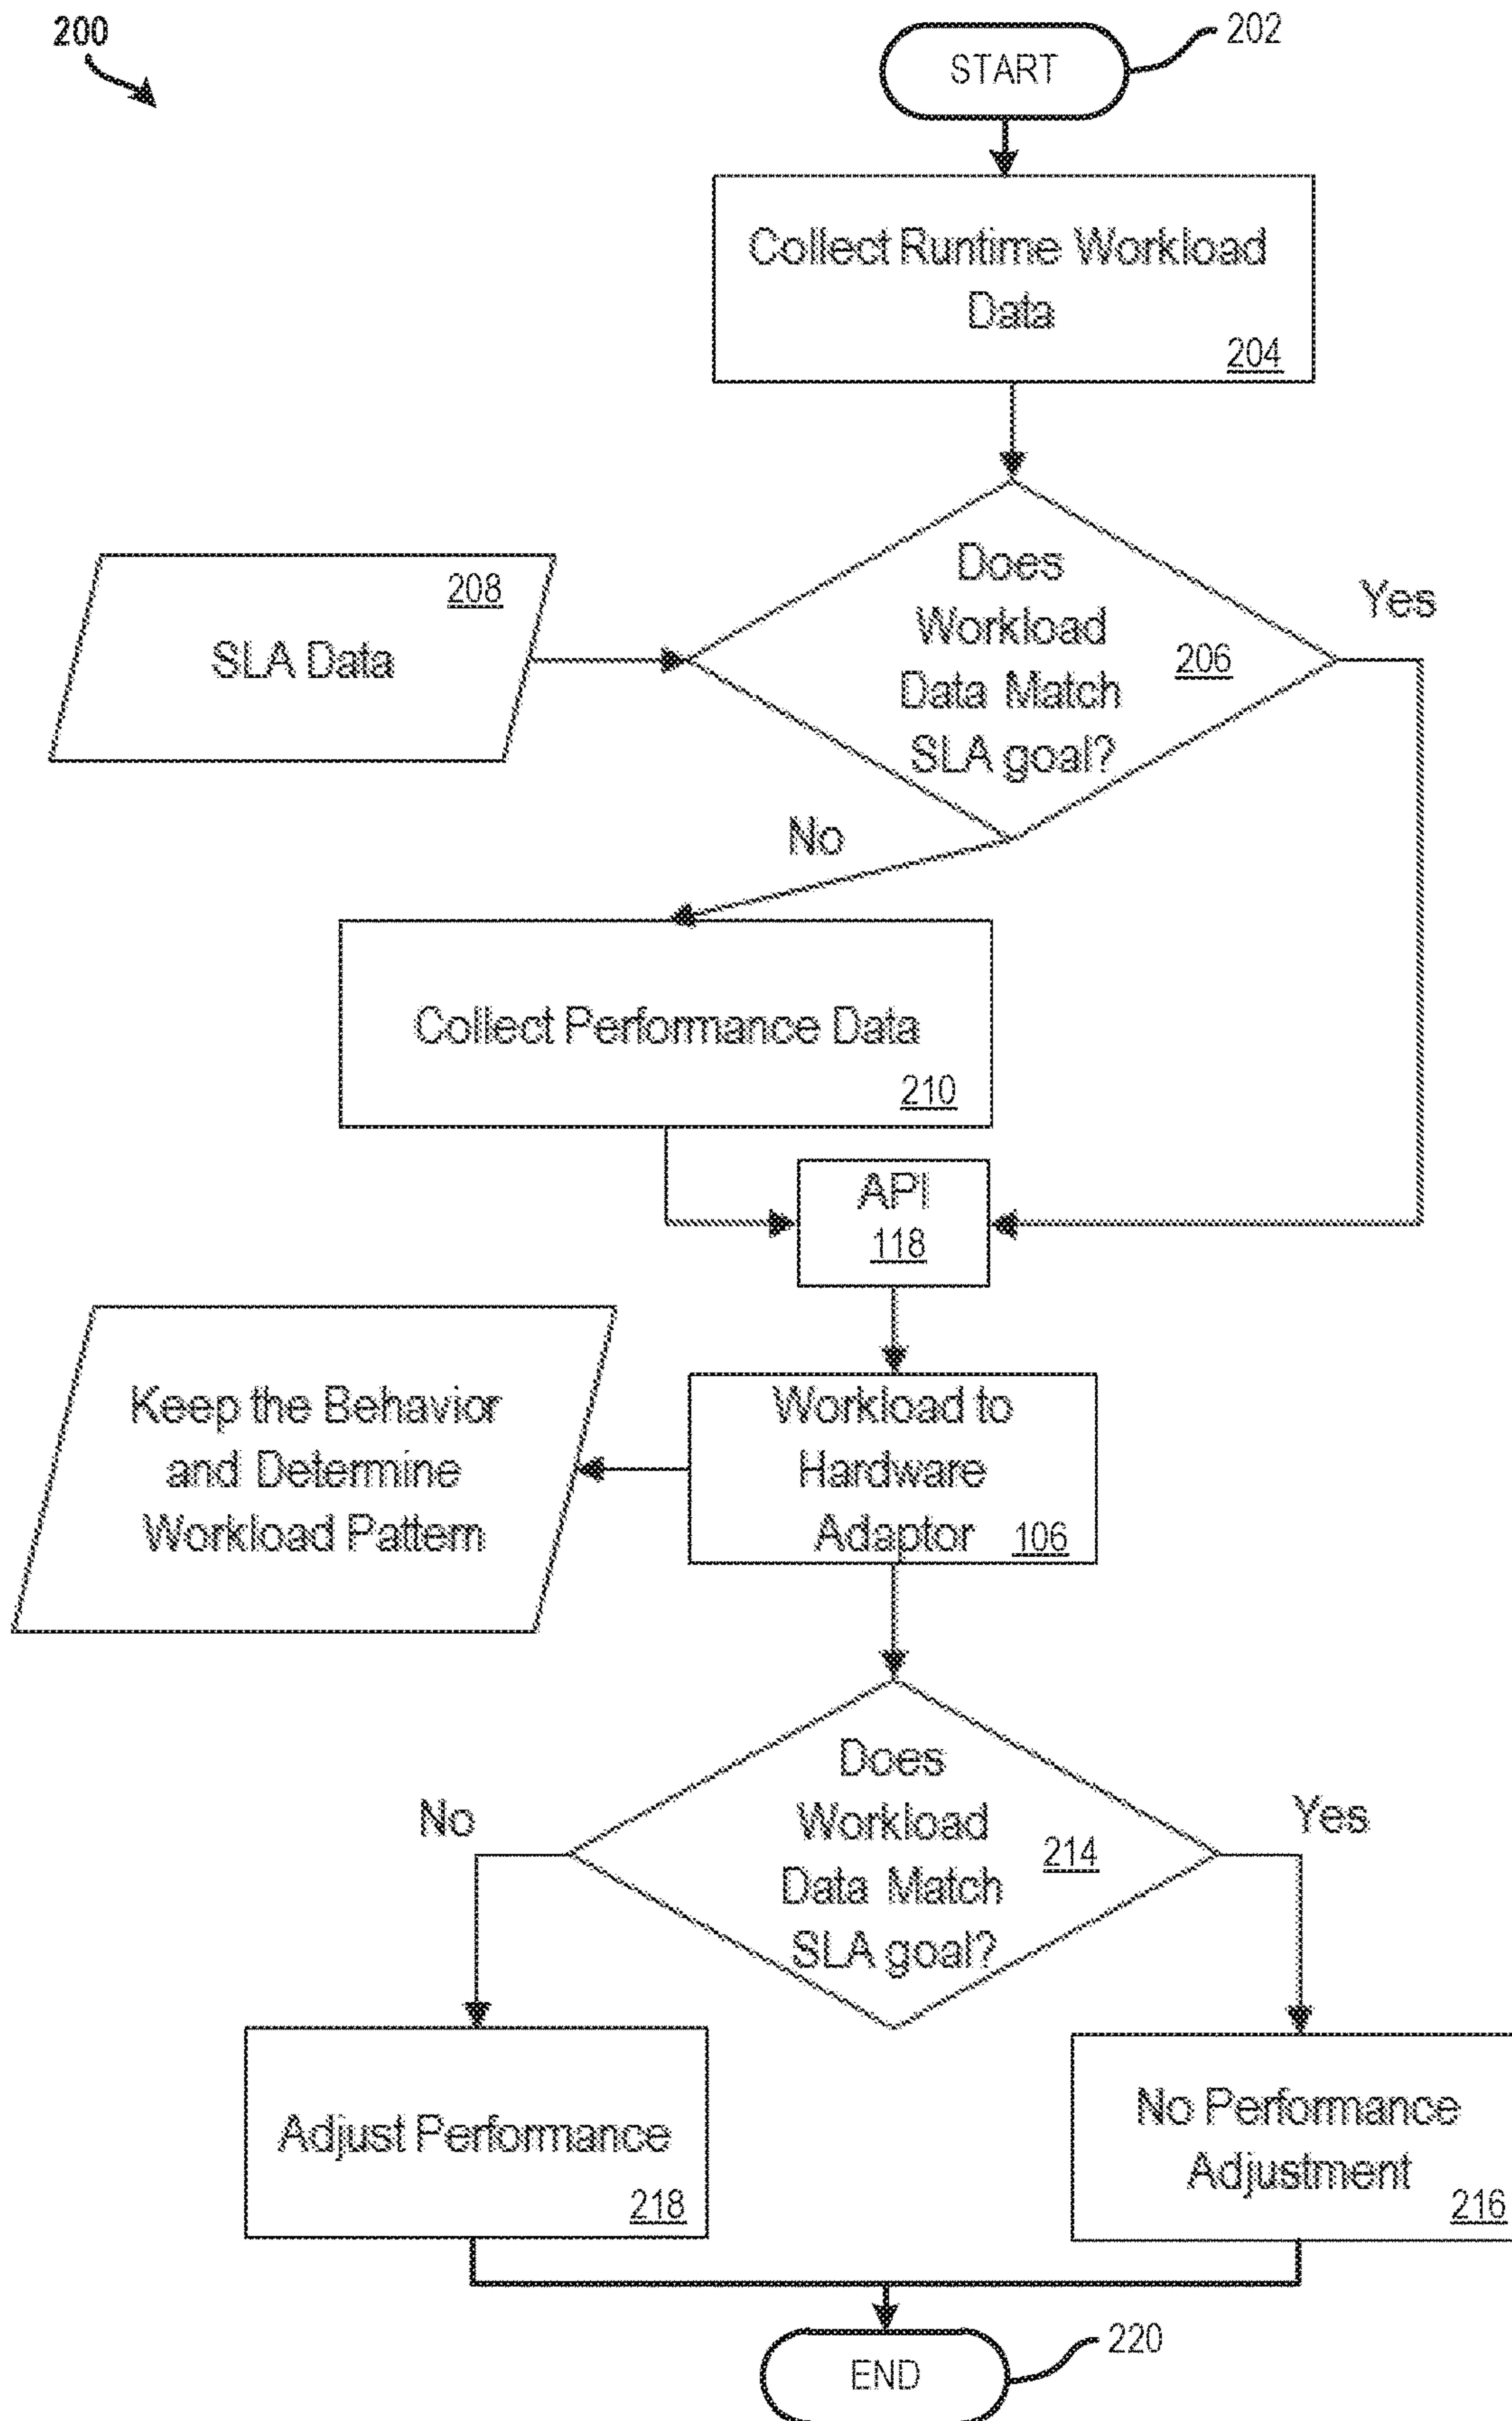 200
202
START
Collect Runtime Workload
Data
204
Does
Workload
Data Match
SLA goal?
206
Yes
208
SLA Data
No
Collect Performance Data
210
API
118
Keep the Behavior
and Determine
Workload Pattern
Workload to
Hardware
Adaptor
106
Does
Workload
Data Match
SLA goal?
214
No
Yes
Adjust Performance
218
No Performance
Adjustment
216
END
220